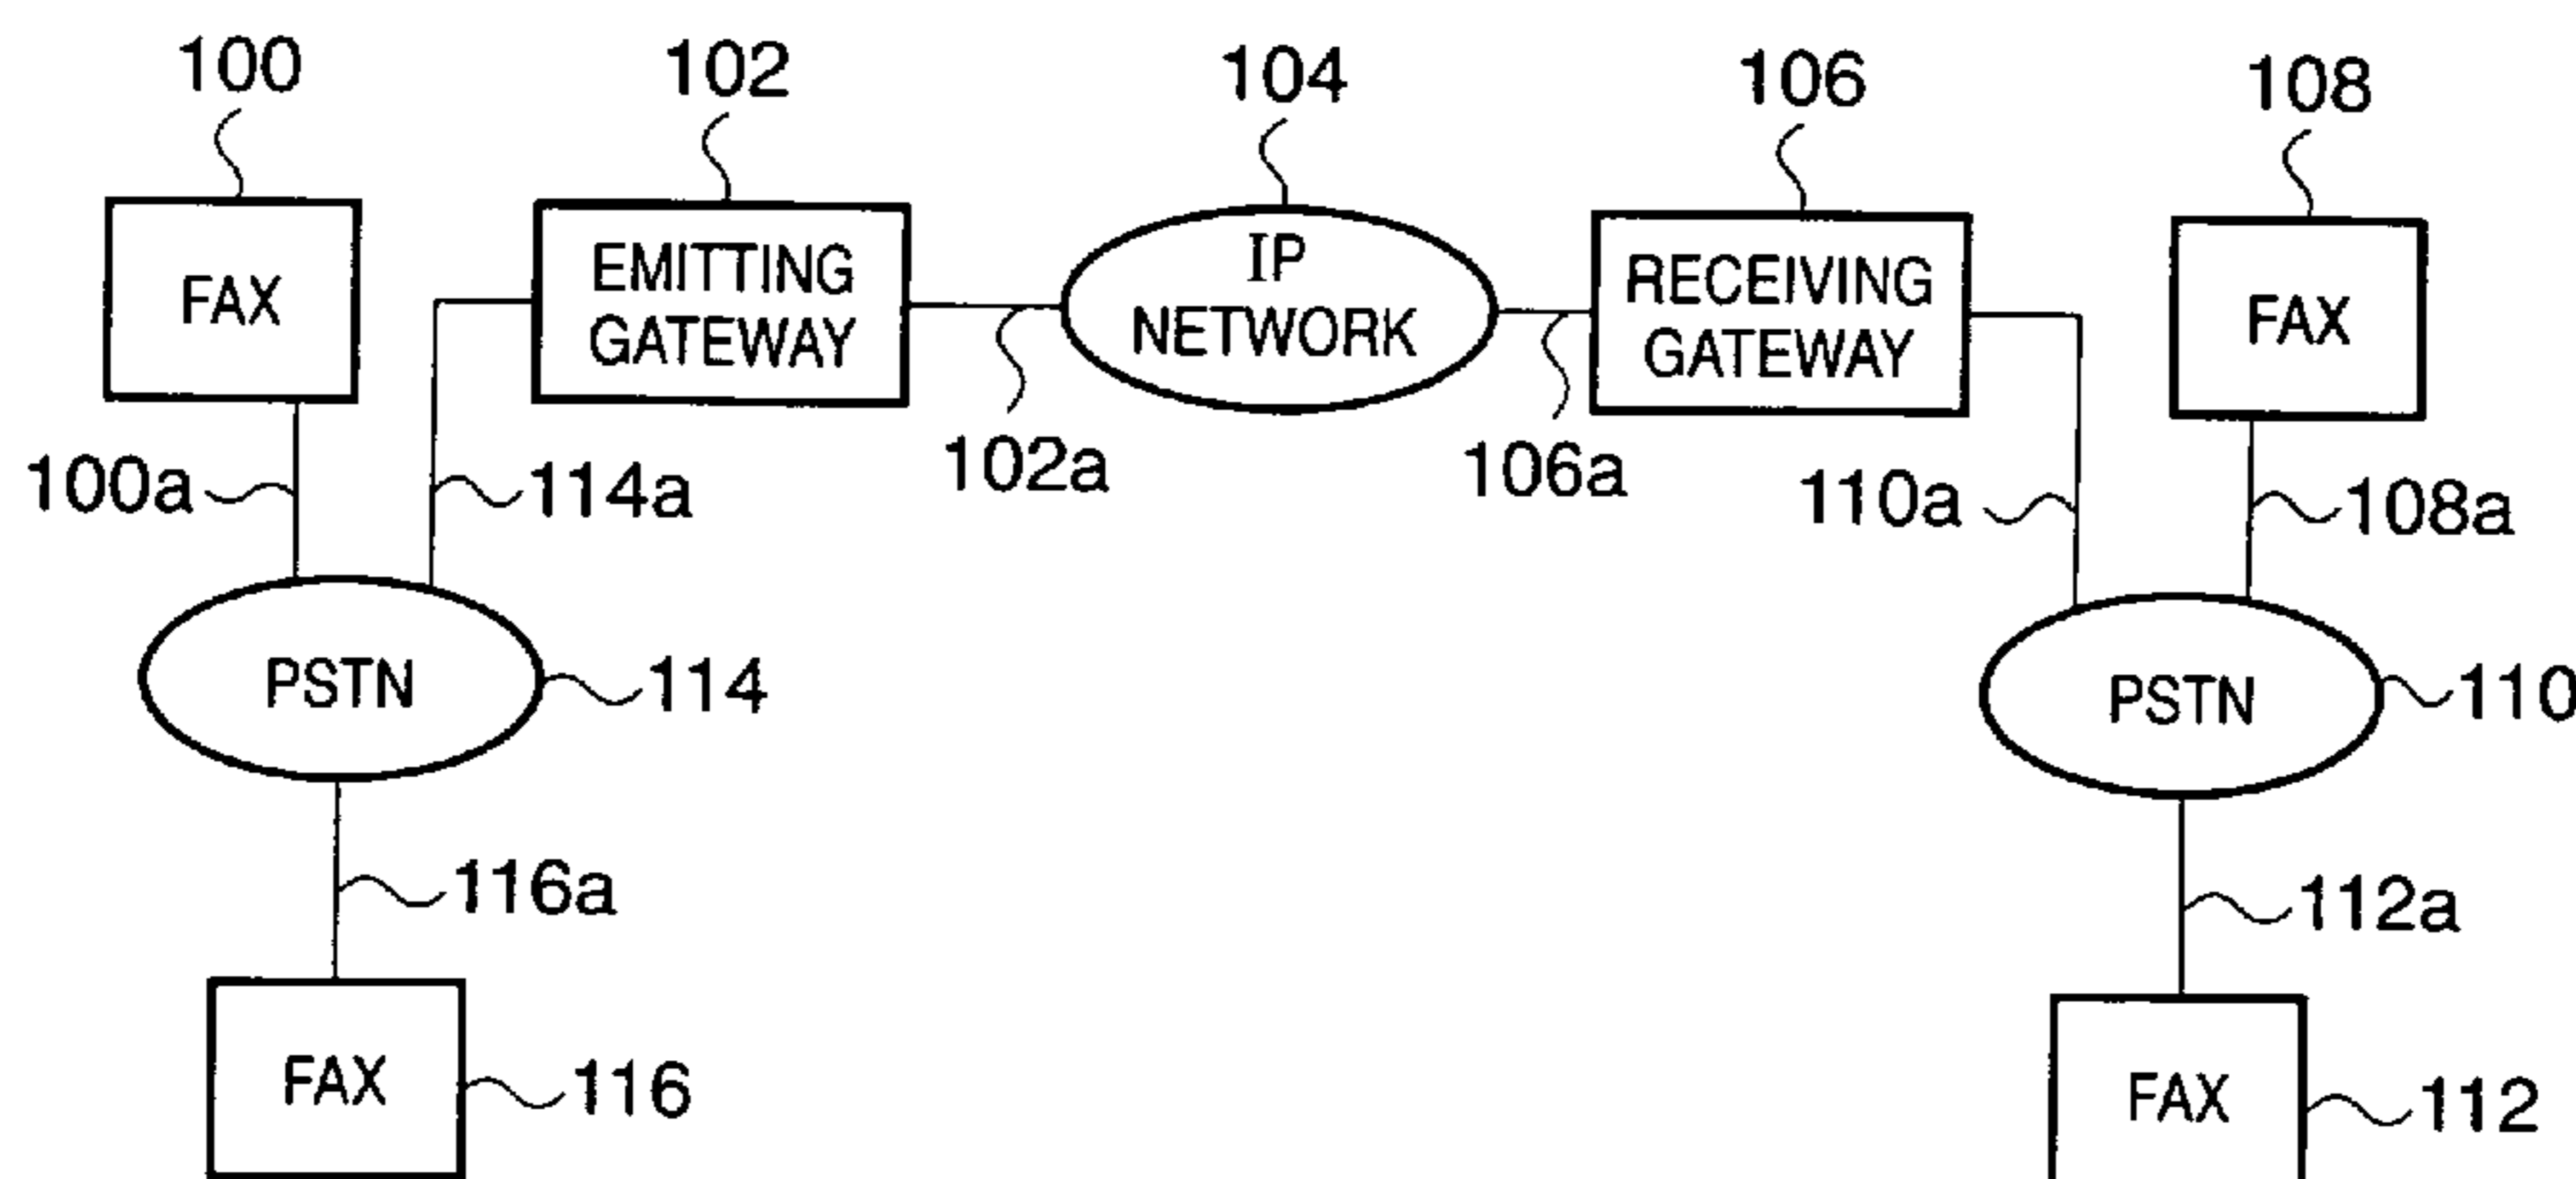 100
102
104
106
108
FAX
EMITTING
GATEWAY
IP
NETWORK
RECEIVING
GATEWAY
FAX
100a
114a
102a
106a
110a
108a
PSTN
114
PSTN
110
116a
112a
FAX
116
FAX
112